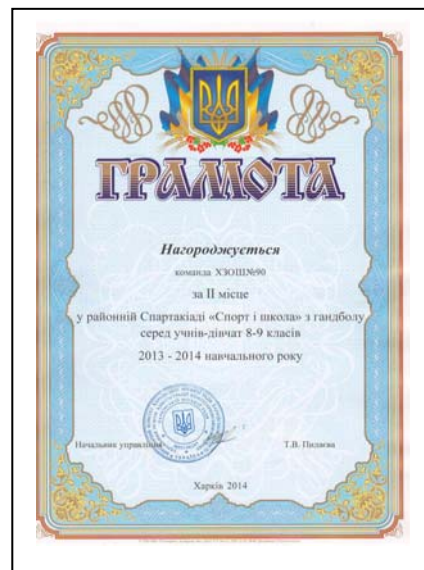 ГРАМОТА
Нагороджується
команда ХЗОШ№90
за ІІ місце
у районній Спартакіаді «Спорт і школа» з гандболу
серед учнів-дівчат 8-9 класів
2013 - 2014 навчального року
Начальник управління Т.В.
Харків 2014